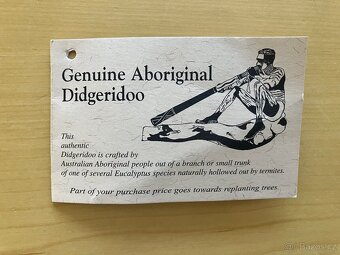 Genuine Aboriginal
Didgeridoo
This
authentic
Didgeridoo is crafted by
Australian Aboriginal people out of a branch or small trunk
of one of several Eucalyptus species naturally hollowed out by termites.
Part of your purchase price goes towards replanting trees.